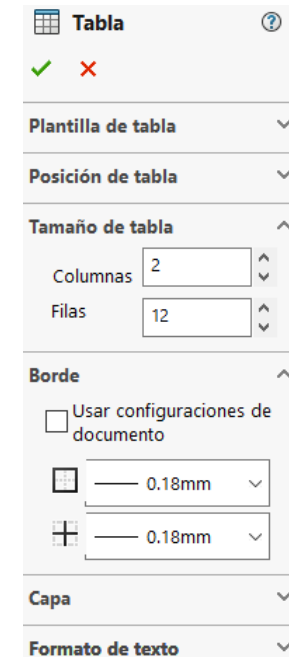 Tabla
Plantilla de tabla
Posición de tabla
Tamaño de tabla
Columnas 2
Filas 12
Borde
Usar configuraciones de
documento
0.18mm
0.18mm
Capa
Formato de texto